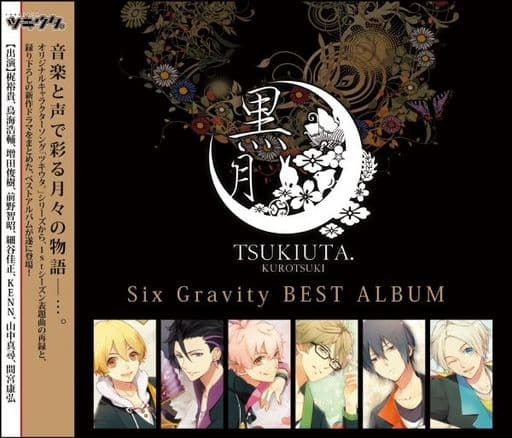 ツキウタ。
音楽と声で彩る月々の物語──…。
オリジナルキャラクターソング「ツキウタ。」シリーズから、1stシーズン表題曲の再録と、
録り下ろしの新作ドラマをまとめた、ベストアルバムが遂に登場！
【出演】梶裕貴、鳥海浩輔、増田俊樹、前野智昭、細谷佳正、KENN、山中真尋、間宮康弘
黒月
TSUKIUTA.
KUROTSUKI
Six Gravity BEST ALBUM